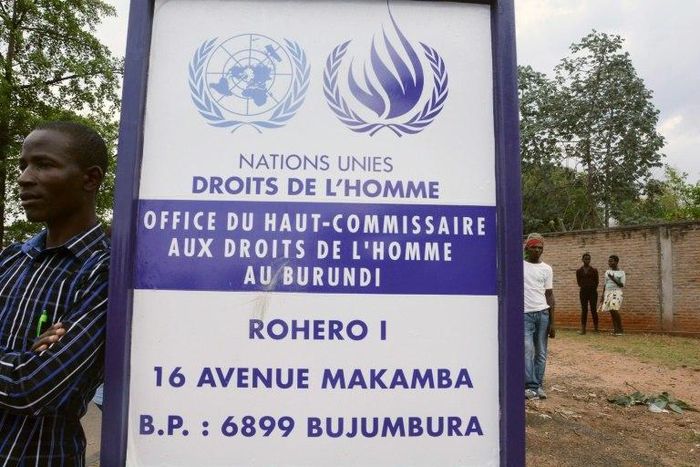 NATIONS UNIES
DROITS DE L'HOMME
OFFICE DU HAUT-COMMISSAIRE
AUX DROITS DE L'HOMME
AU BURUNDI
ROHERO I
16 AVENUE MAKAMBA
B.P. : 6899 BUJUMBURA